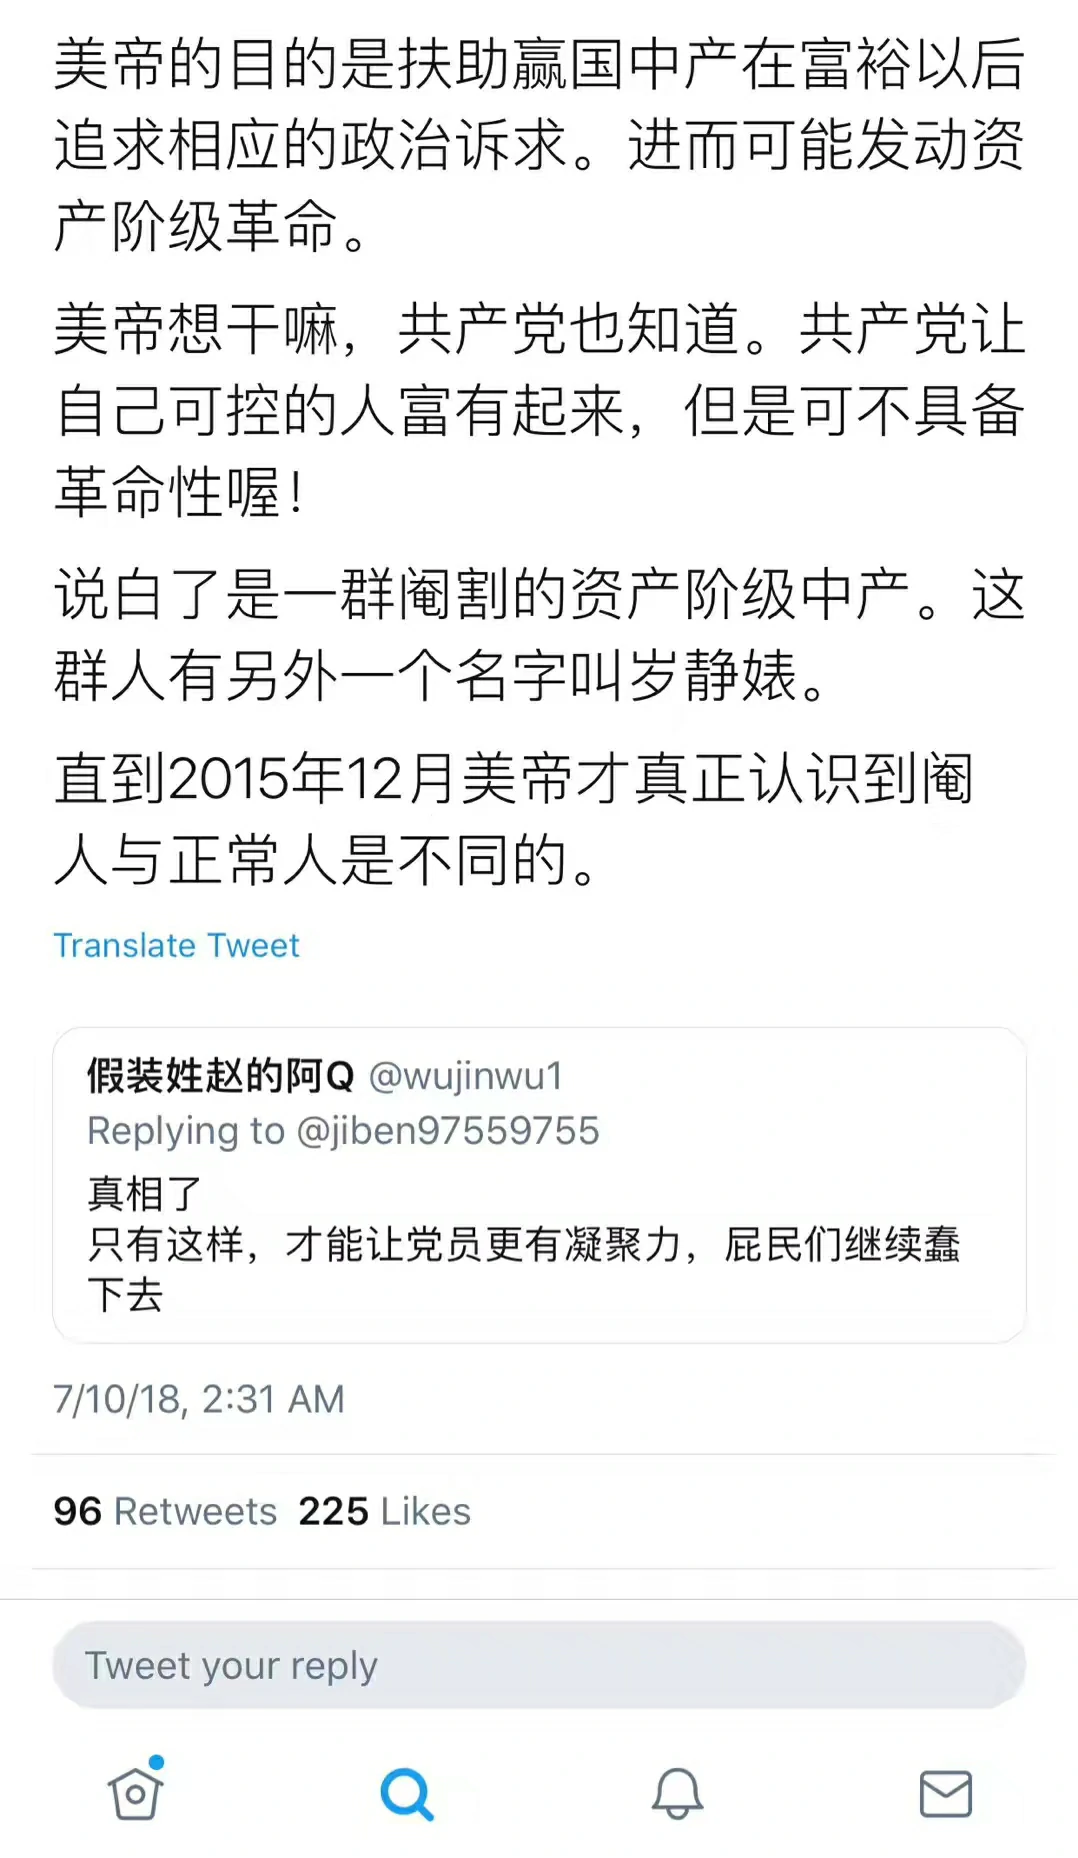 美帝的目的是扶助赢国中产在富裕以后
追求相应的政治诉求。进而可能发动资
产阶级革命。
美帝想干嘛，共产党也知道。共产党让
自己可控的人富有起来，但是可不具备
革命性喔！
说白了是一群阉割的资产阶级中产。这
群人有另外一个名字叫岁静婊。
直到2015年12月美帝才真正认识到阉
人与正常人是不同的。
Translate Tweet
假装姓赵的阿Q @wujinwu1
Replying to @jiben97559755
真相了
只有这样，才能让党员更有凝聚力，屁民们继续蠢
下去
7/10/18, 2:31 AM
96 Retweets 225 Likes
Tweet your reply